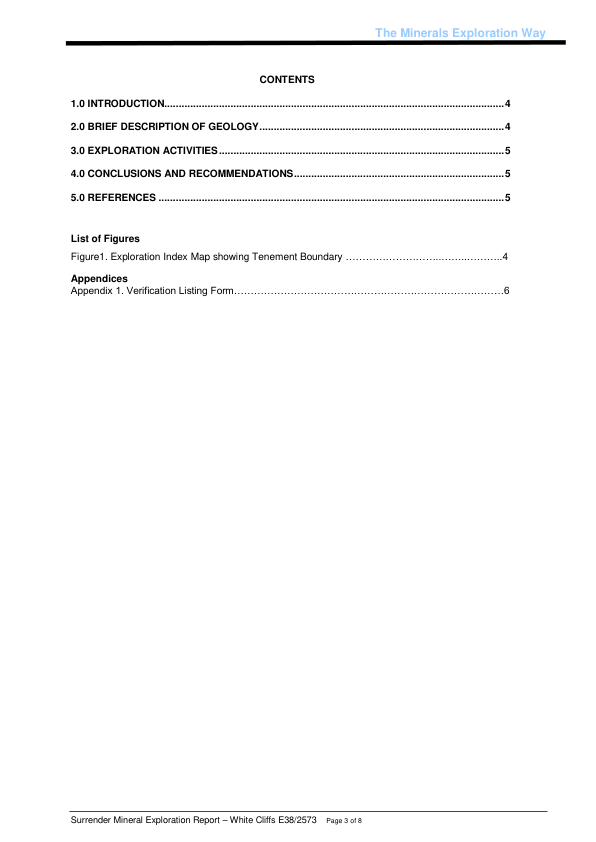 The Minerals Exploration Way
CONTENTS
1.0 INTRODUCTION......................................................................................................................4
2.0 BRIEF DESCRIPTION OF GEOLOGY.....................................................................................4
3.0 EXPLORATION ACTIVITIES...................................................................................................5
4.0 CONCLUSIONS AND RECOMMENDATIONS.........................................................................5
5.0 REFERENCES ........................................................................................................................5
List of Figures
Figure1. Exploration Index Map showing Tenement Boundary ………………………..……..………..4
Appendices
Appendix 1. Verification Listing Form………………………………………………………………………6
Surrender Mineral Exploration Report – White Cliffs E38/2573 Page 3 of 8